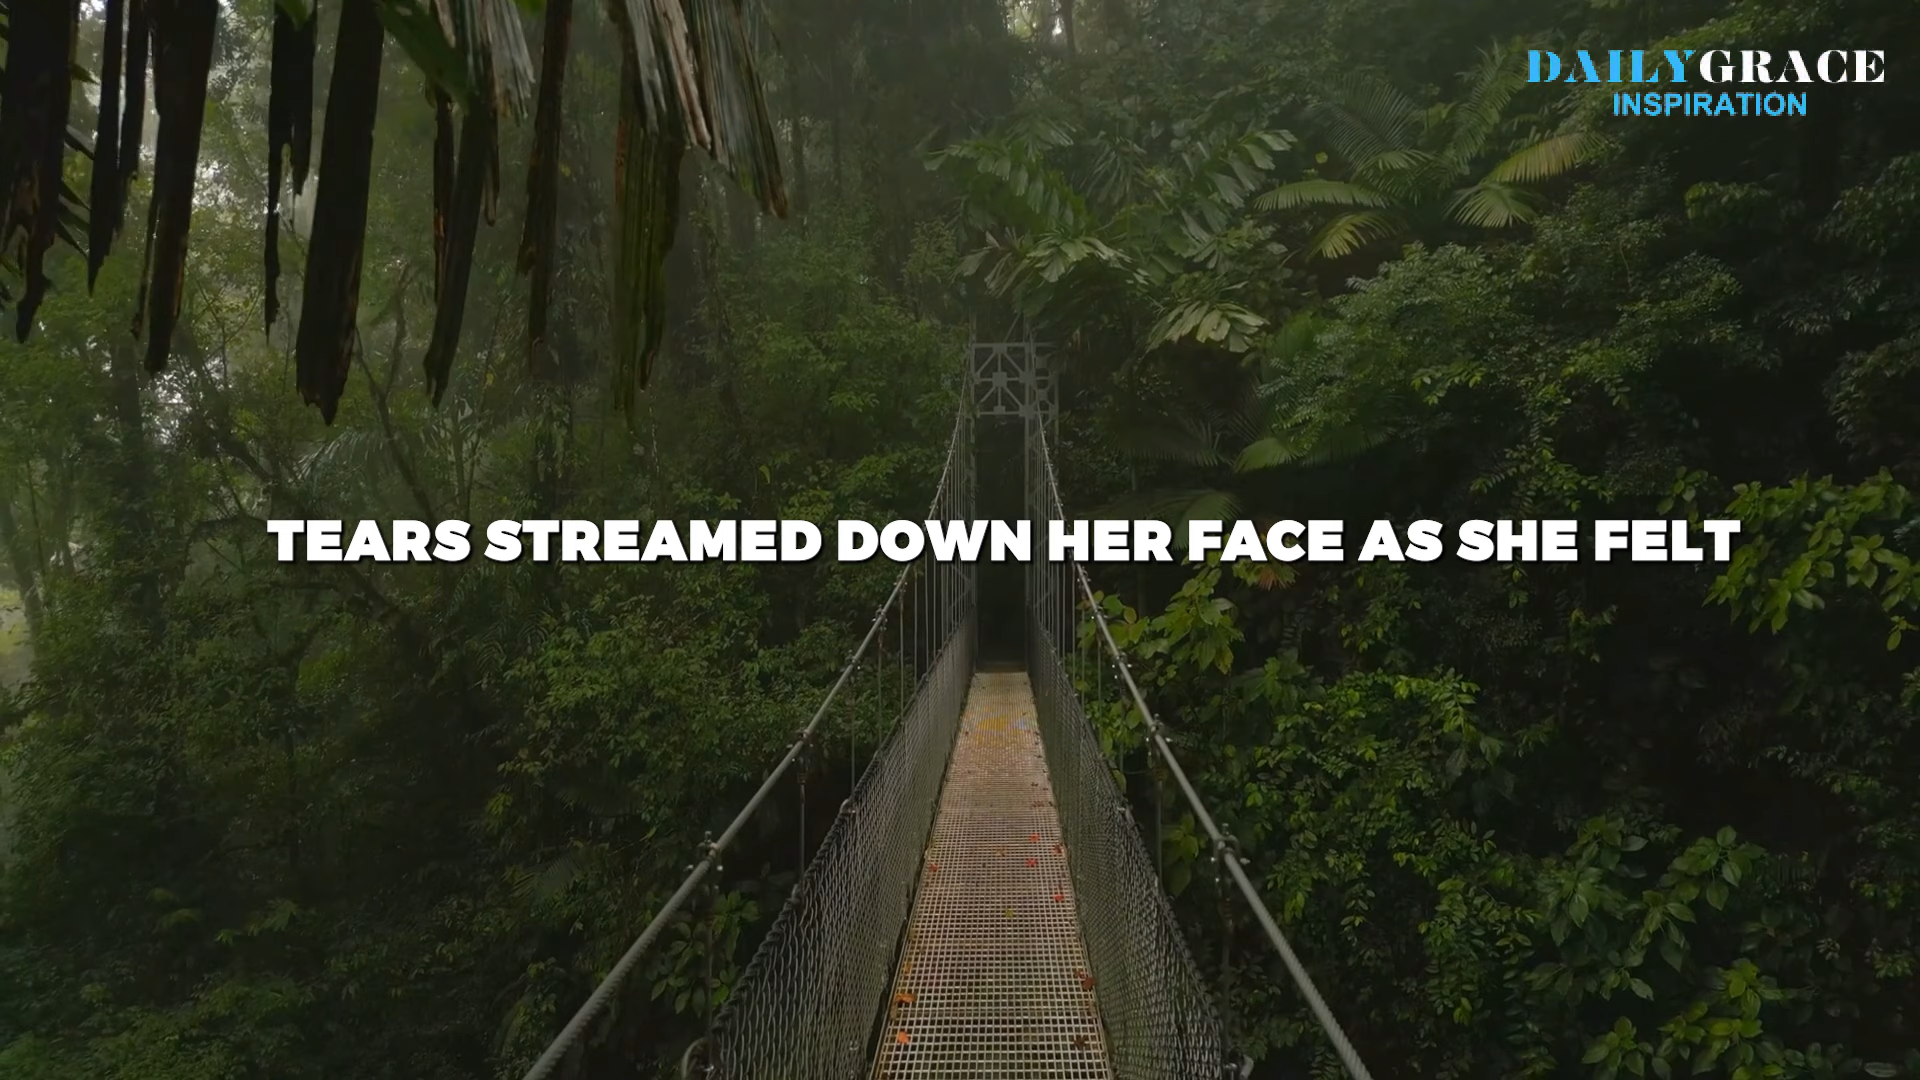 DAILYGRACE
INSPIRATION
TEARS STREAMED DOWN HER FACE AS SHE FELT